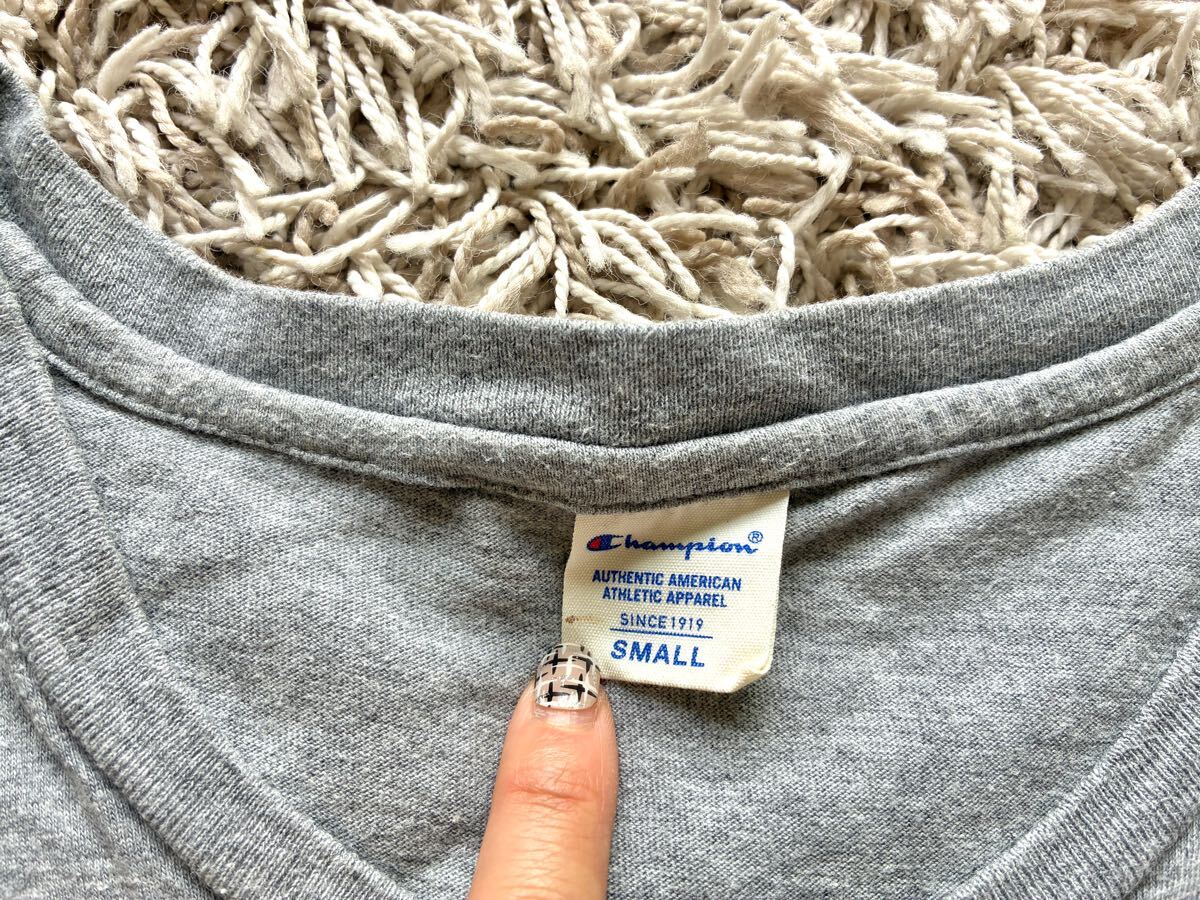 Champion®
AUTHENTIC AMERICAN
ATHLETIC APPAREL
SINCE 1919
SMALL